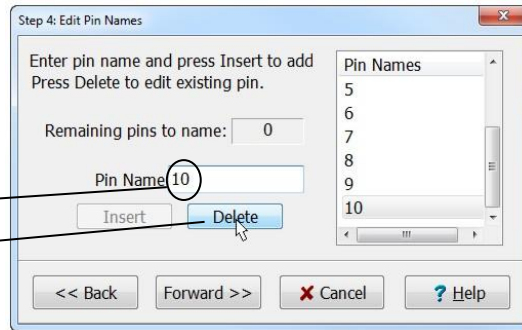 Step 4: Edit Pin Names
Enter pin name and press Insert to add
Press Delete to edit existing pin.
Remaining pins to name: 0
Pin Name 10
Insert Delete
Pin Names
5
6
7
8
9
10
<< Back Forward >> Cancel ? Help